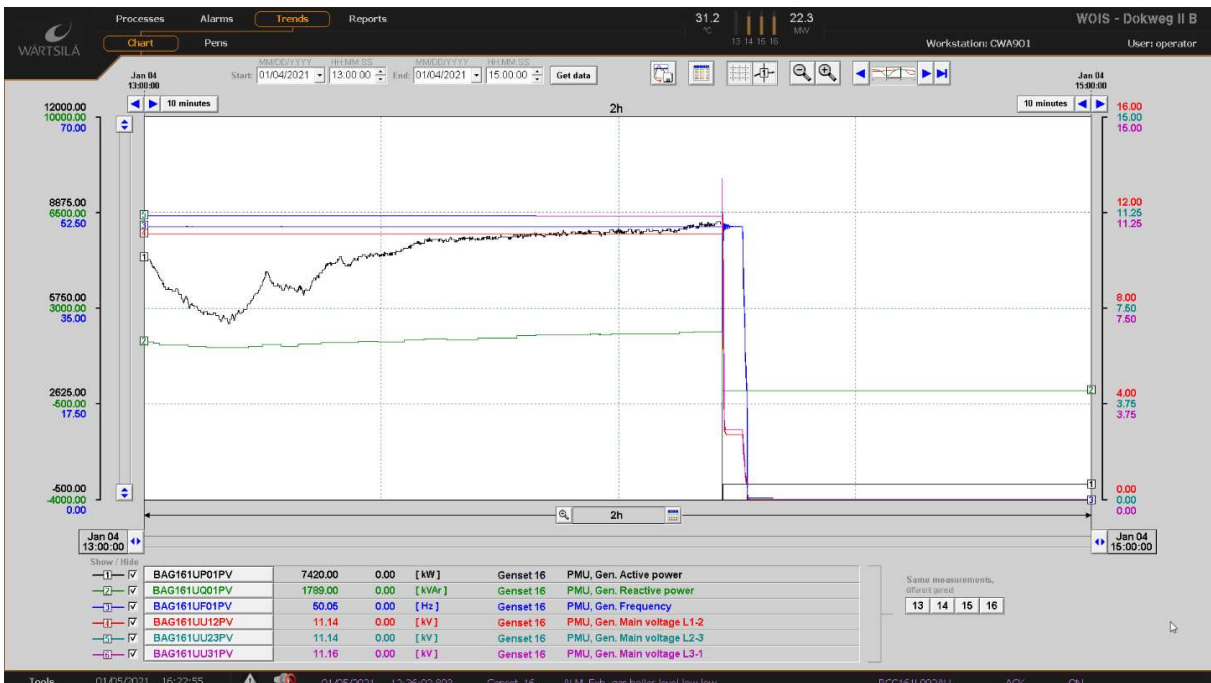 WÄRTSILÄ
Processes Alarms Trends Reports
Chart Pens
31.2 °C
13 14 15 16
22.3 MW
WOIS - Dokweg II B
Workstation: CWA901 User: operator
Jan 04 13:00:00
MM/DD/YYYY HH:MM:SS MM/DD/YYYY HH:MM:SS
Start: 01/04/2021 13:00:00 End: 01/04/2021 15:00:00 Get data
Jan 04 15:00:00
10 minutes 2h 10 minutes
12000.00 16.00
10000.00 15.00
70.00 15.00
8875.00 12.00
6500.00 11.25
52.50 11.25
5750.00 8.00
3000.00 7.50
35.00 7.50
2625.00 4.00
-500.00 3.75
17.50 3.75
-500.00 0.00
-4000.00 0.00
0.00 0.00
2h
Jan 04 13:00:00
Jan 04 15:00:00
Show / Hide
1 BAG161UP01PV 7420.00 0.00 [kW] Genset 16 PMU, Gen. Active power
2 BAG161UQ01PV 1789.00 0.00 [kVAr] Genset 16 PMU, Gen. Reactive power
3 BAG161UF01PV 50.05 0.00 [Hz] Genset 16 PMU, Gen. Frequency
4 BAG161UU12PV 11.14 0.00 [kV] Genset 16 PMU, Gen. Main voltage L1-2
5 BAG161UU23PV 11.14 0.00 [kV] Genset 16 PMU, Gen. Main voltage L2-3
6 BAG161UU31PV 11.16 0.00 [kV] Genset 16 PMU, Gen. Main voltage L3-1
Same measurements,
13 14 15 16
Tools 01/05/2021 16:22:55